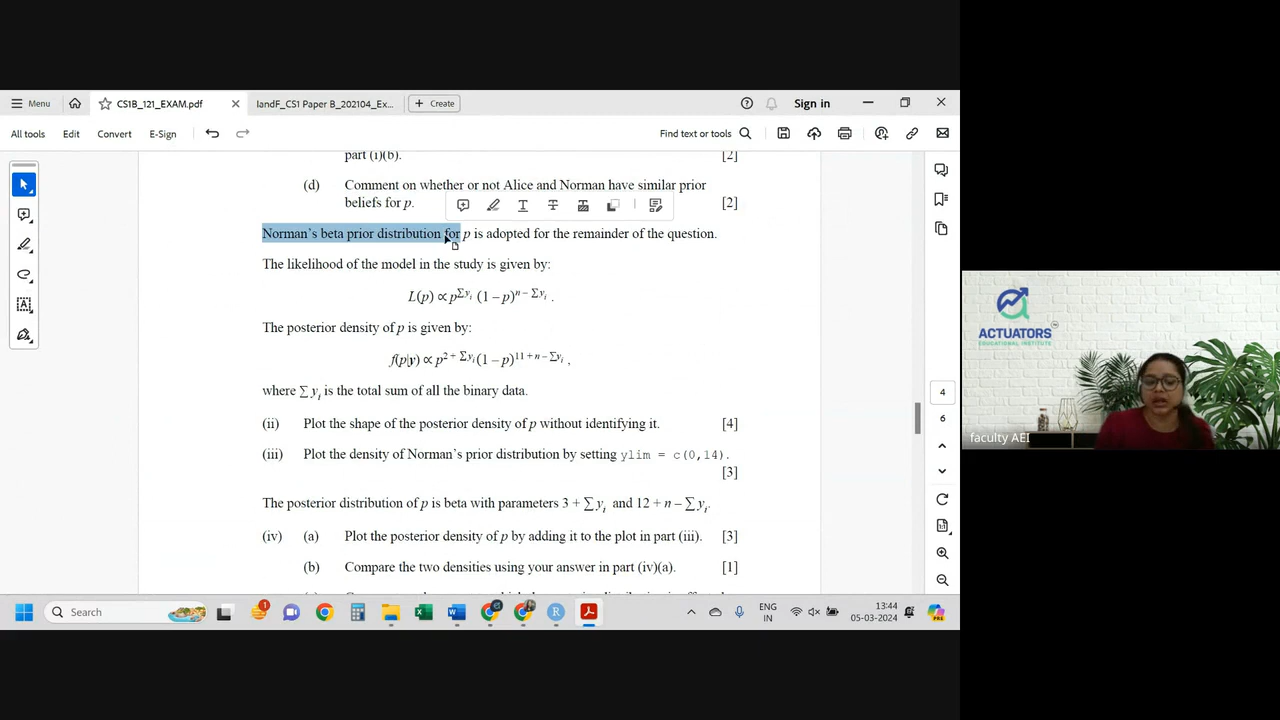 Menu
CS1B_121_EXAM.pdf
IandF_CS1 Paper B_202104_Ex...
Create
Sign in
All tools
Edit
Convert
E-Sign
Find text or tools
part (i)(b). [2]
(d) Comment on whether or not Alice and Norman have similar prior
beliefs for p. [2]
Norman's beta prior distribution for p is adopted for the remainder of the question.
The likelihood of the model in the study is given by:
L(p) ∝ p^{∑y_i} (1 – p)^{n – ∑y_i} .
The posterior density of p is given by:
f(p|y) ∝ p^{2 + ∑y_i} (1 – p)^{11 + n – ∑y_i} ,
where ∑ y_i is the total sum of all the binary data.
(ii) Plot the shape of the posterior density of p without identifying it. [4]
(iii) Plot the density of Norman's prior distribution by setting ylim = c(0,14).
[3]
The posterior distribution of p is beta with parameters 3 + ∑ y_i and 12 + n – ∑ y_i.
(iv) (a) Plot the posterior density of p by adding it to the plot in part (iii). [3]
(b) Compare the two densities using your answer in part (iv)(a). [1]
4
6
ACTUATORS
EDUCATIONAL INSTITUTE
faculty AEI
Search
1
ENG
IN
13:44
05-03-2024